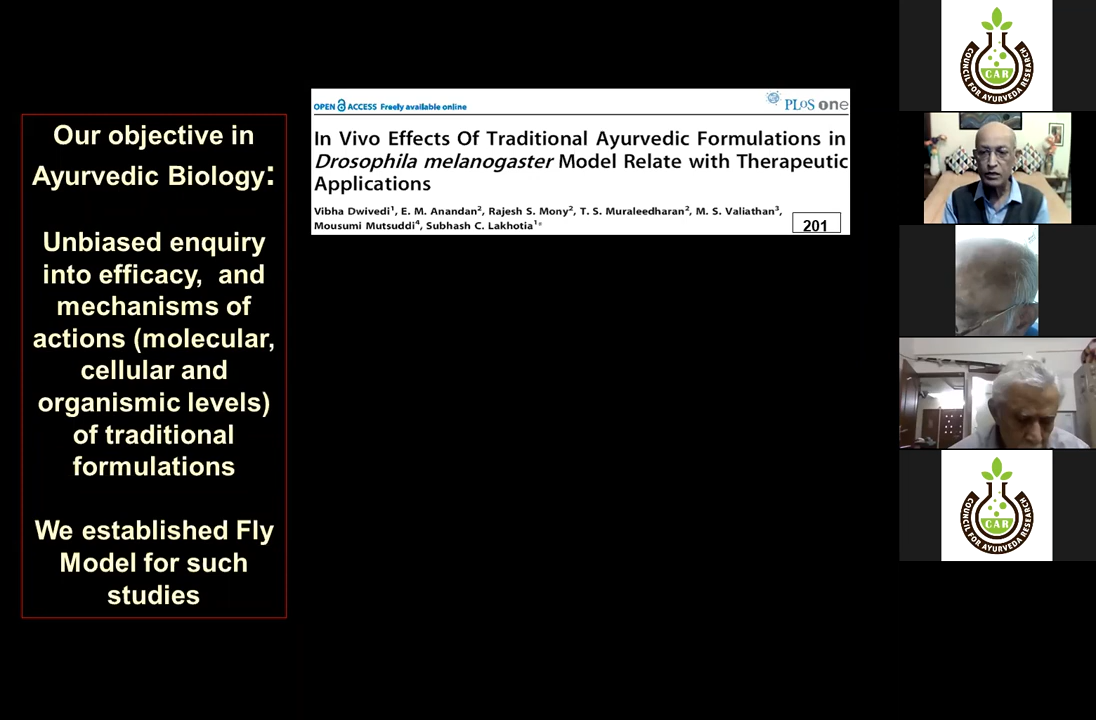 Our objective in
Ayurvedic Biology:
Unbiased enquiry
into efficacy, and
mechanisms of
actions (molecular,
cellular and
organismic levels)
of traditional
formulations
We established Fly
Model for such
studies
OPEN ACCESS Freely available online
PLoS one
In Vivo Effects Of Traditional Ayurvedic Formulations in
Drosophila melanogaster Model Relate with Therapeutic
Applications
Vibha Dwivedi1, E. M. Anandan2, Rajesh S. Mony2, T. S. Muraleedharan2, M. S. Valiathan3,
Mousumi Mutsuddi4, Subhash C. Lakhotia1*
201
CAR
COUNCIL FOR AYURVEDA RESEARCH
CAR
COUNCIL FOR AYURVEDA RESEARCH